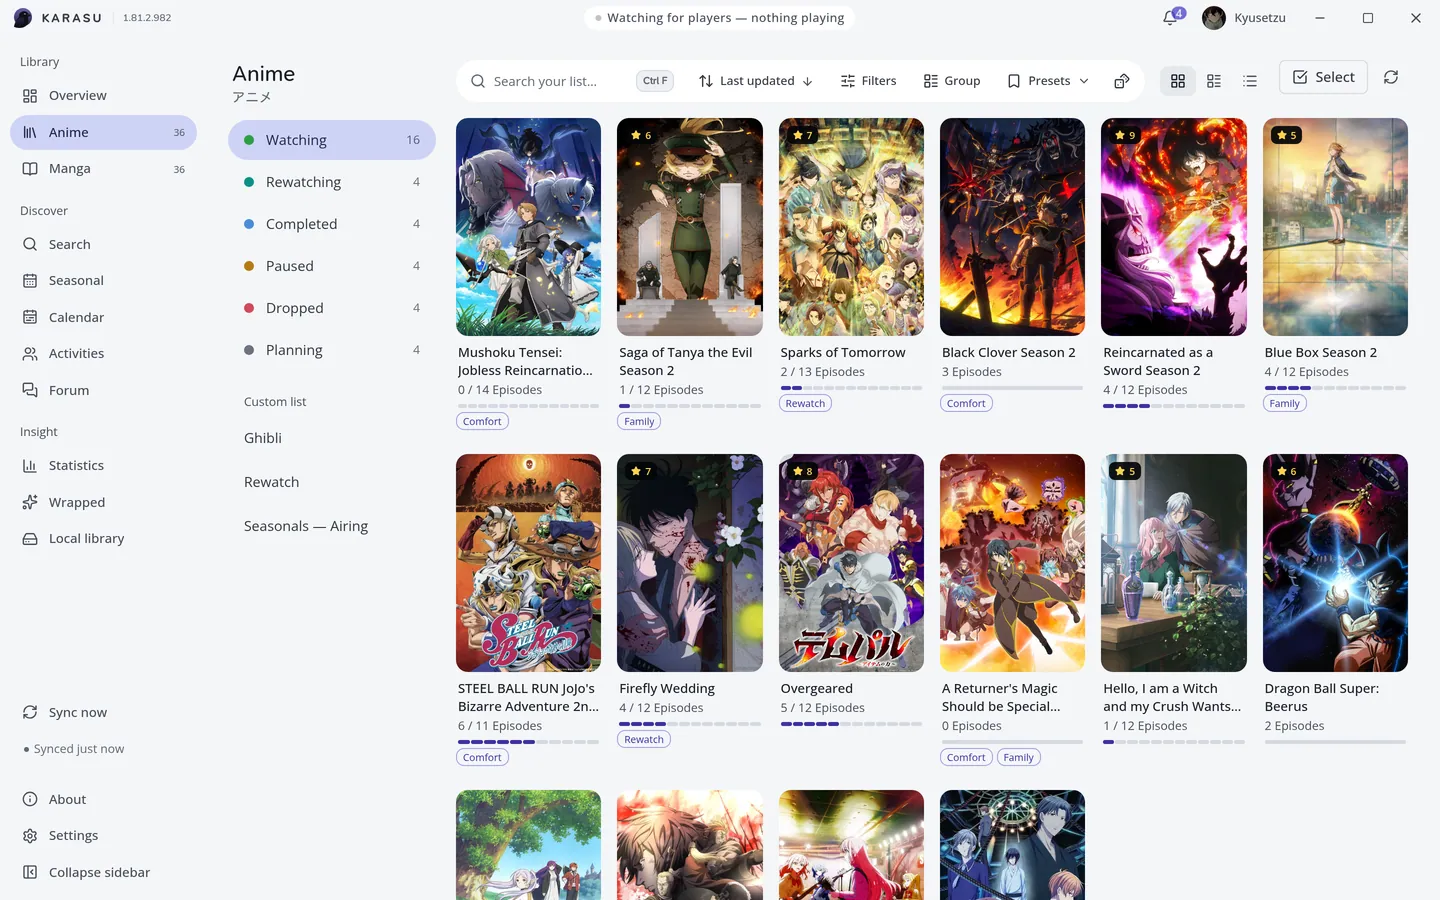 KARASU
1.81.2.982
Watching for players — nothing playing
4
Kyusetzu
Library
Overview
Anime 36
Manga 36
Discover
Search
Seasonal
Calendar
Activities
Forum
Insight
Statistics
Wrapped
Local library
Sync now
Synced just now
About
Settings
Collapse sidebar
Anime
アニメ
Watching 16
Rewatching 4
Completed 4
Paused 4
Dropped 4
Planning 4
Custom list
Ghibli
Rewatch
Seasonals — Airing
Search your list...
Ctrl F
Last updated
Filters
Group
Presets
Select
Mushoku Tensei:
Jobless Reincarnatio...
0 / 14 Episodes
Comfort
6
Saga of Tanya the Evil
Season 2
1 / 12 Episodes
Family
7
Sparks of Tomorrow
2 / 13 Episodes
Rewatch
Black Clover Season 2
3 Episodes
Comfort
9
Reincarnated as a
Sword Season 2
4 / 12 Episodes
5
Blue Box Season 2
4 / 12 Episodes
Family
STEEL
BALL RUN
STEEL BALL RUN JoJo's
Bizarre Adventure 2n...
6 / 11 Episodes
Comfort
7
Firefly Wedding
4 / 12 Episodes
Rewatch
8
テムパル
Overgeared
5 / 12 Episodes
A Returner's Magic
Should be Special...
0 Episodes
Comfort
Family
5
Hello, I am a Witch
and my Crush Wants...
1 / 12 Episodes
6
Dragon Ball Super:
Beerus
2 Episodes